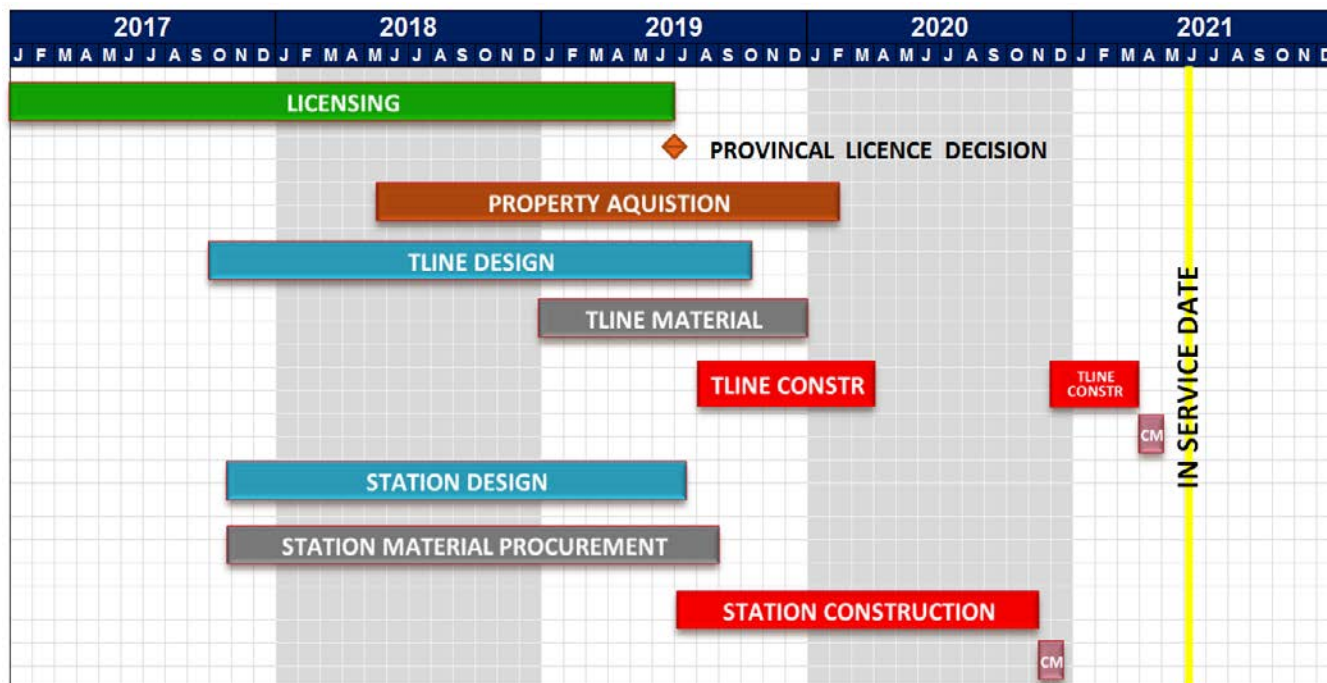 2017 2018 2019 2020 2021
J F M A M J J A S O N D J F M A M J J A S O N D J F M A M J J A S O N D J F M A M J J A S O N D J F M A M J J A S O N D
LICENSING
PROVINCAL LICENCE DECISION
PROPERTY AQUISTION
TLINE DESIGN
TLINE MATERIAL
TLINE CONSTR
TLINE
CONSTR
CM
IN SERVICE DATE
STATION DESIGN
STATION MATERIAL PROCUREMENT
STATION CONSTRUCTION
CM